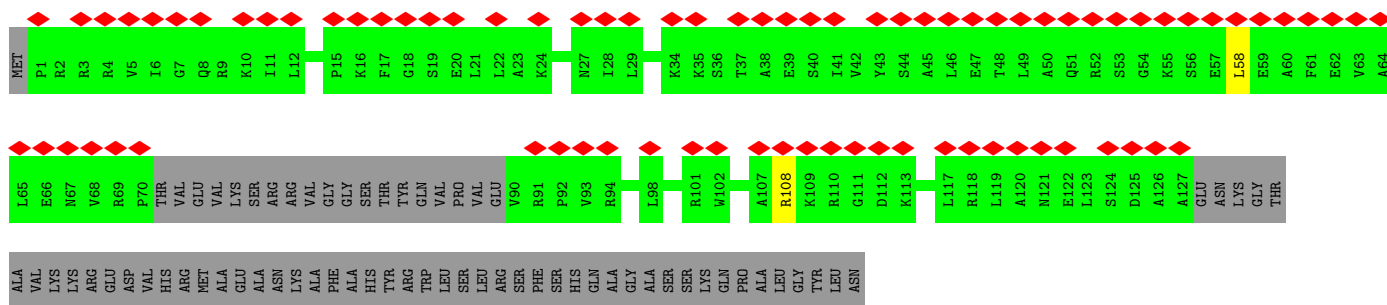 MET P1 R2 R3 R4 V5 I6 G7 Q8 R9 K10 I11 L12 P15 K16 F17 G18 S19 E20 L21 L22 A23 K24 N27 I28 L29 K34 K35 S36 T37 A38 E39 S40 I41 V42 Y43 S44 A45 L46 E47 T48 L49 A50 Q51 R52 S53 G54 K55 S56 E57 L58 E59 A60 F61 E62 V63 A64
L65 E66 N67 V68 R69 P70 THR VAL GLU VAL LYS SER ARG ARG VAL GLY GLY SER THR TYR GLN VAL PRO VAL GLU V90 R91 P92 V93 R94 L98 R101 W102 A107 R108 K109 R110 G111 D112 K113 L117 R118 L119 A120 N121 E122 L123 S124 D125 A126 A127 GLU ASN LYS GLY THR
ALA VAL LYS LYS ARG GLU ASP VAL HIS ARG MET ALA GLU ALA ASN LYS ALA PHE ALA HIS TYR ARG TRP LEU SER LEU ARG SER PHE SER HIS GLN ALA GLY ALA SER SER LYS GLN PRO ALA LEU GLY TYR LEU ASN